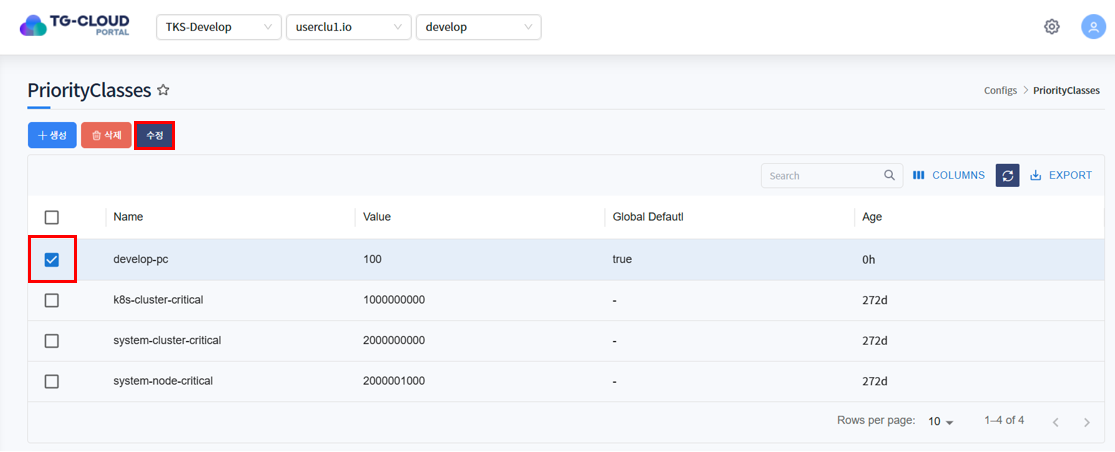 TG-CLOUD
PORTAL
TKS-Develop userclu1.io develop
PriorityClasses
Configs > PriorityClasses
생성 삭제 수정
Search COLUMNS EXPORT
Name Value Global Defautl Age
develop-pc 100 true 0h
k8s-cluster-critical 1000000000 - 272d
system-cluster-critical 2000000000 - 272d
system-node-critical 2000001000 - 272d
Rows per page: 10 1–4 of 4